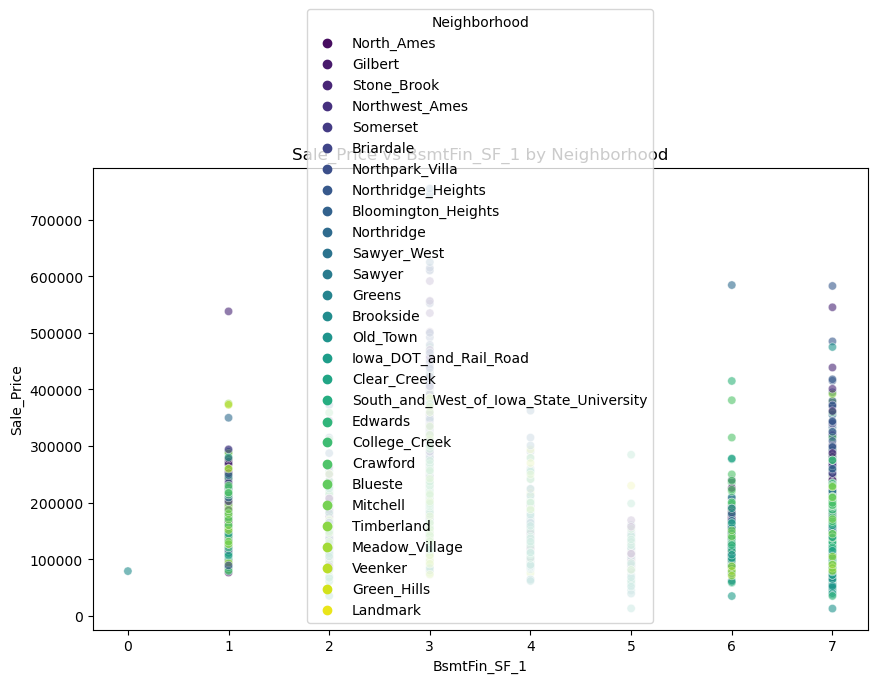 Neighborhood
North_Ames
Gilbert
Stone_Brook
Northwest_Ames
Somerset
Briardale
Northpark_Villa
Northridge_Heights
Bloomington_Heights
Northridge
Sawyer_West
Sawyer
Greens
Brookside
Old_Town
Iowa_DOT_and_Rail_Road
Clear_Creek
South_and_West_of_Iowa_State_University
Edwards
College_Creek
Crawford
Blueste
Mitchell
Timberland
Meadow_Village
Veenker
Green_Hills
Landmark
Sale_Price vs BsmtFin_SF_1 by Neighborhood
Sale_Price
700000
600000
500000
400000
300000
200000
100000
0
0 1 2 3 4 5 6 7
BsmtFin_SF_1